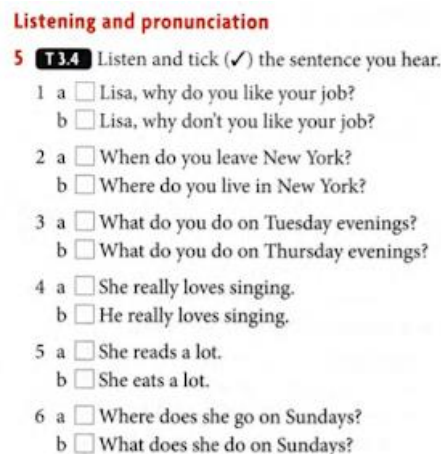 Listening and pronunciation
5 T 3.4 Listen and tick (✓) the sentence you hear.
1 a Lisa, why do you like your job?
b Lisa, why don't you like your job?
2 a When do you leave New York?
b Where do you live in New York?
3 a What do you do on Tuesday evenings?
b What do you do on Thursday evenings?
4 a She really loves singing.
b He really loves singing.
5 a She reads a lot.
b She eats a lot.
6 a Where does she go on Sundays?
b What does she do on Sundays?